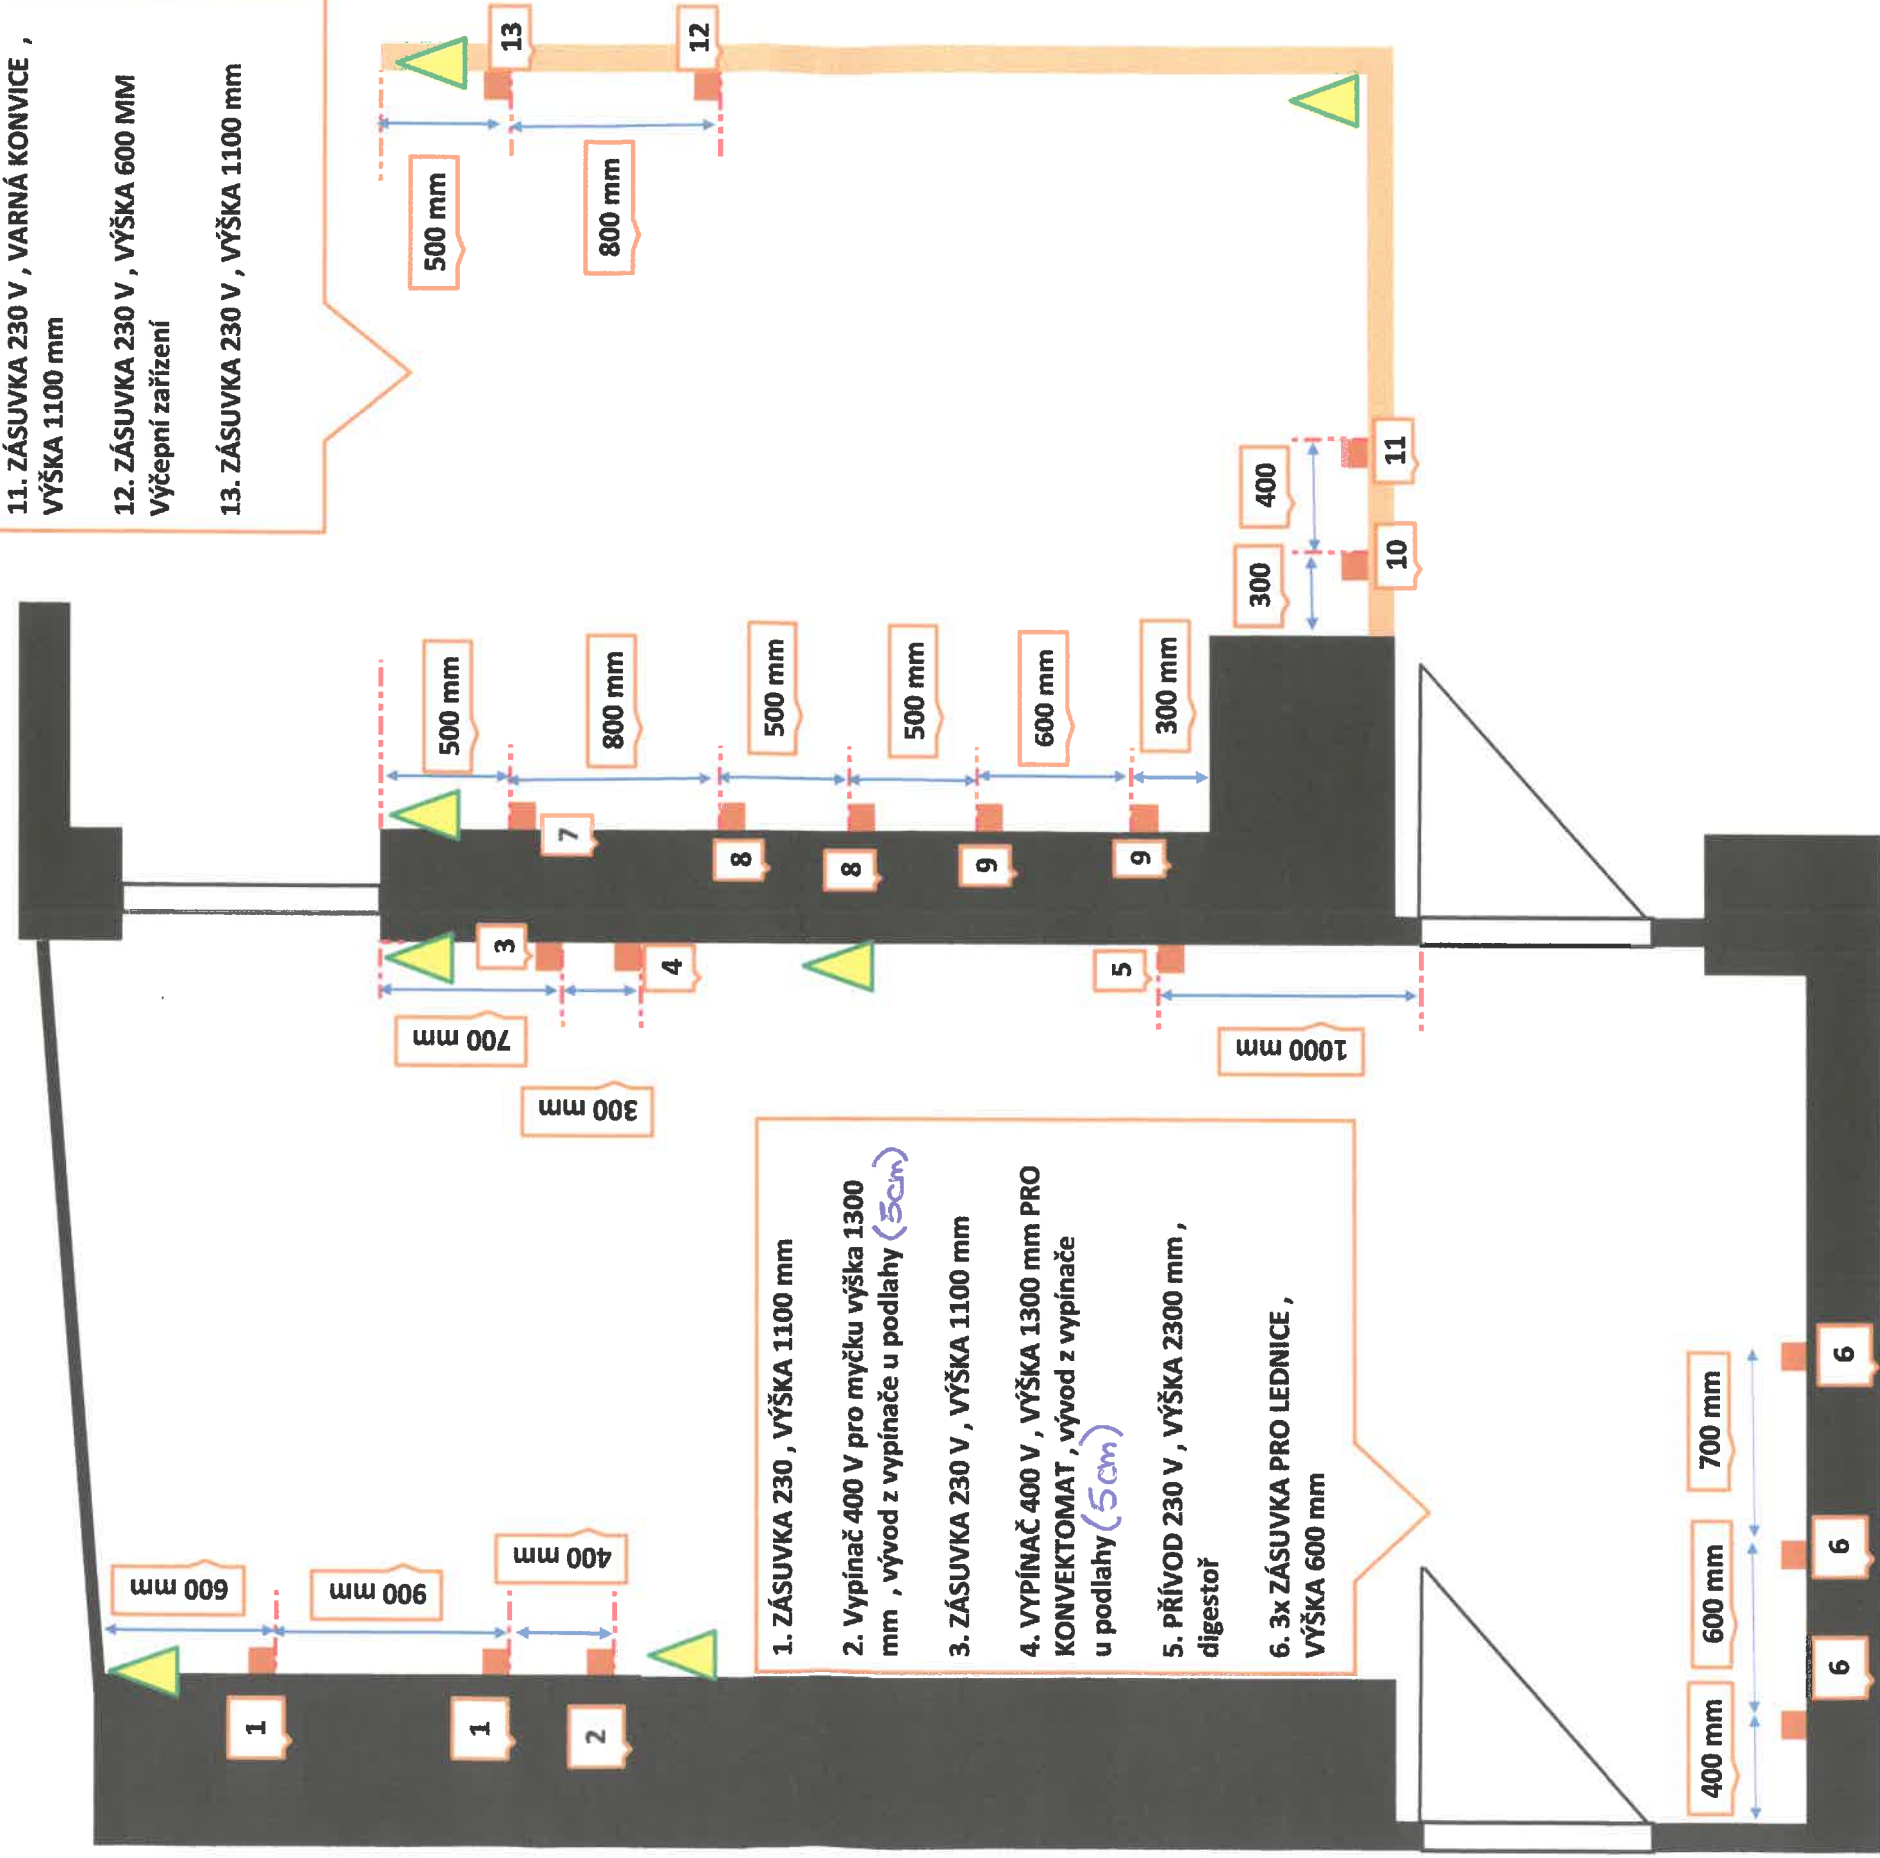 11. ZÁSUVKA 230 V , VARNÁ KONVICE ,
VÝŠKA 1100 mm
12. ZÁSUVKA 230 V , VÝŠKA 600 MM
Výčepní zařízení
13. ZÁSUVKA 230 V , VÝŠKA 1100 mm
13
12
500 mm
800 mm
11
10
400
300
500 mm
800 mm
500 mm
500 mm
600 mm
300 mm
7
8
8
9
9
3
4
5
700 mm
300 mm
1000 mm
1. ZÁSUVKA 230 , VÝŠKA 1100 mm
2. Vypínač 400 V pro myčku výška 1300
mm , vývod z vypínače u podlahy (5cm)
3. ZÁSUVKA 230 V , VÝŠKA 1100 mm
4. VYPÍNAČ 400 V , VÝŠKA 1300 mm PRO
KONVEKTOMAT , vývod z vypínače
u podlahy (5cm)
5. PŘÍVOD 230 V , VÝŠKA 2300 mm ,
digestoř
6. 3x ZÁSUVKA PRO LEDNICE ,
VÝŠKA 600 mm
600 mm
900 mm
400 mm
1
1
2
400 mm
600 mm
700 mm
6
6
6